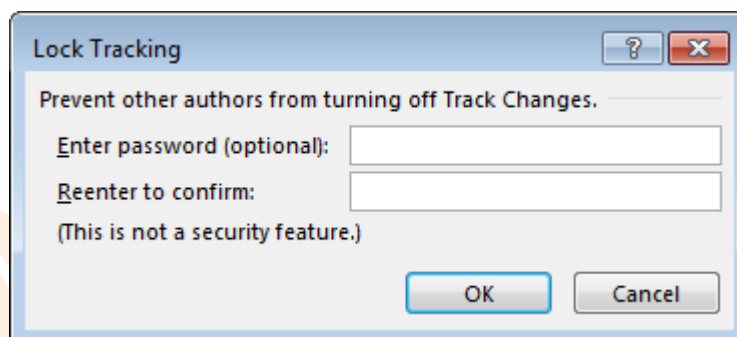 Lock Tracking
Prevent other authors from turning off Track Changes.
Enter password (optional):
Reenter to confirm:
(This is not a security feature.)
OK Cancel